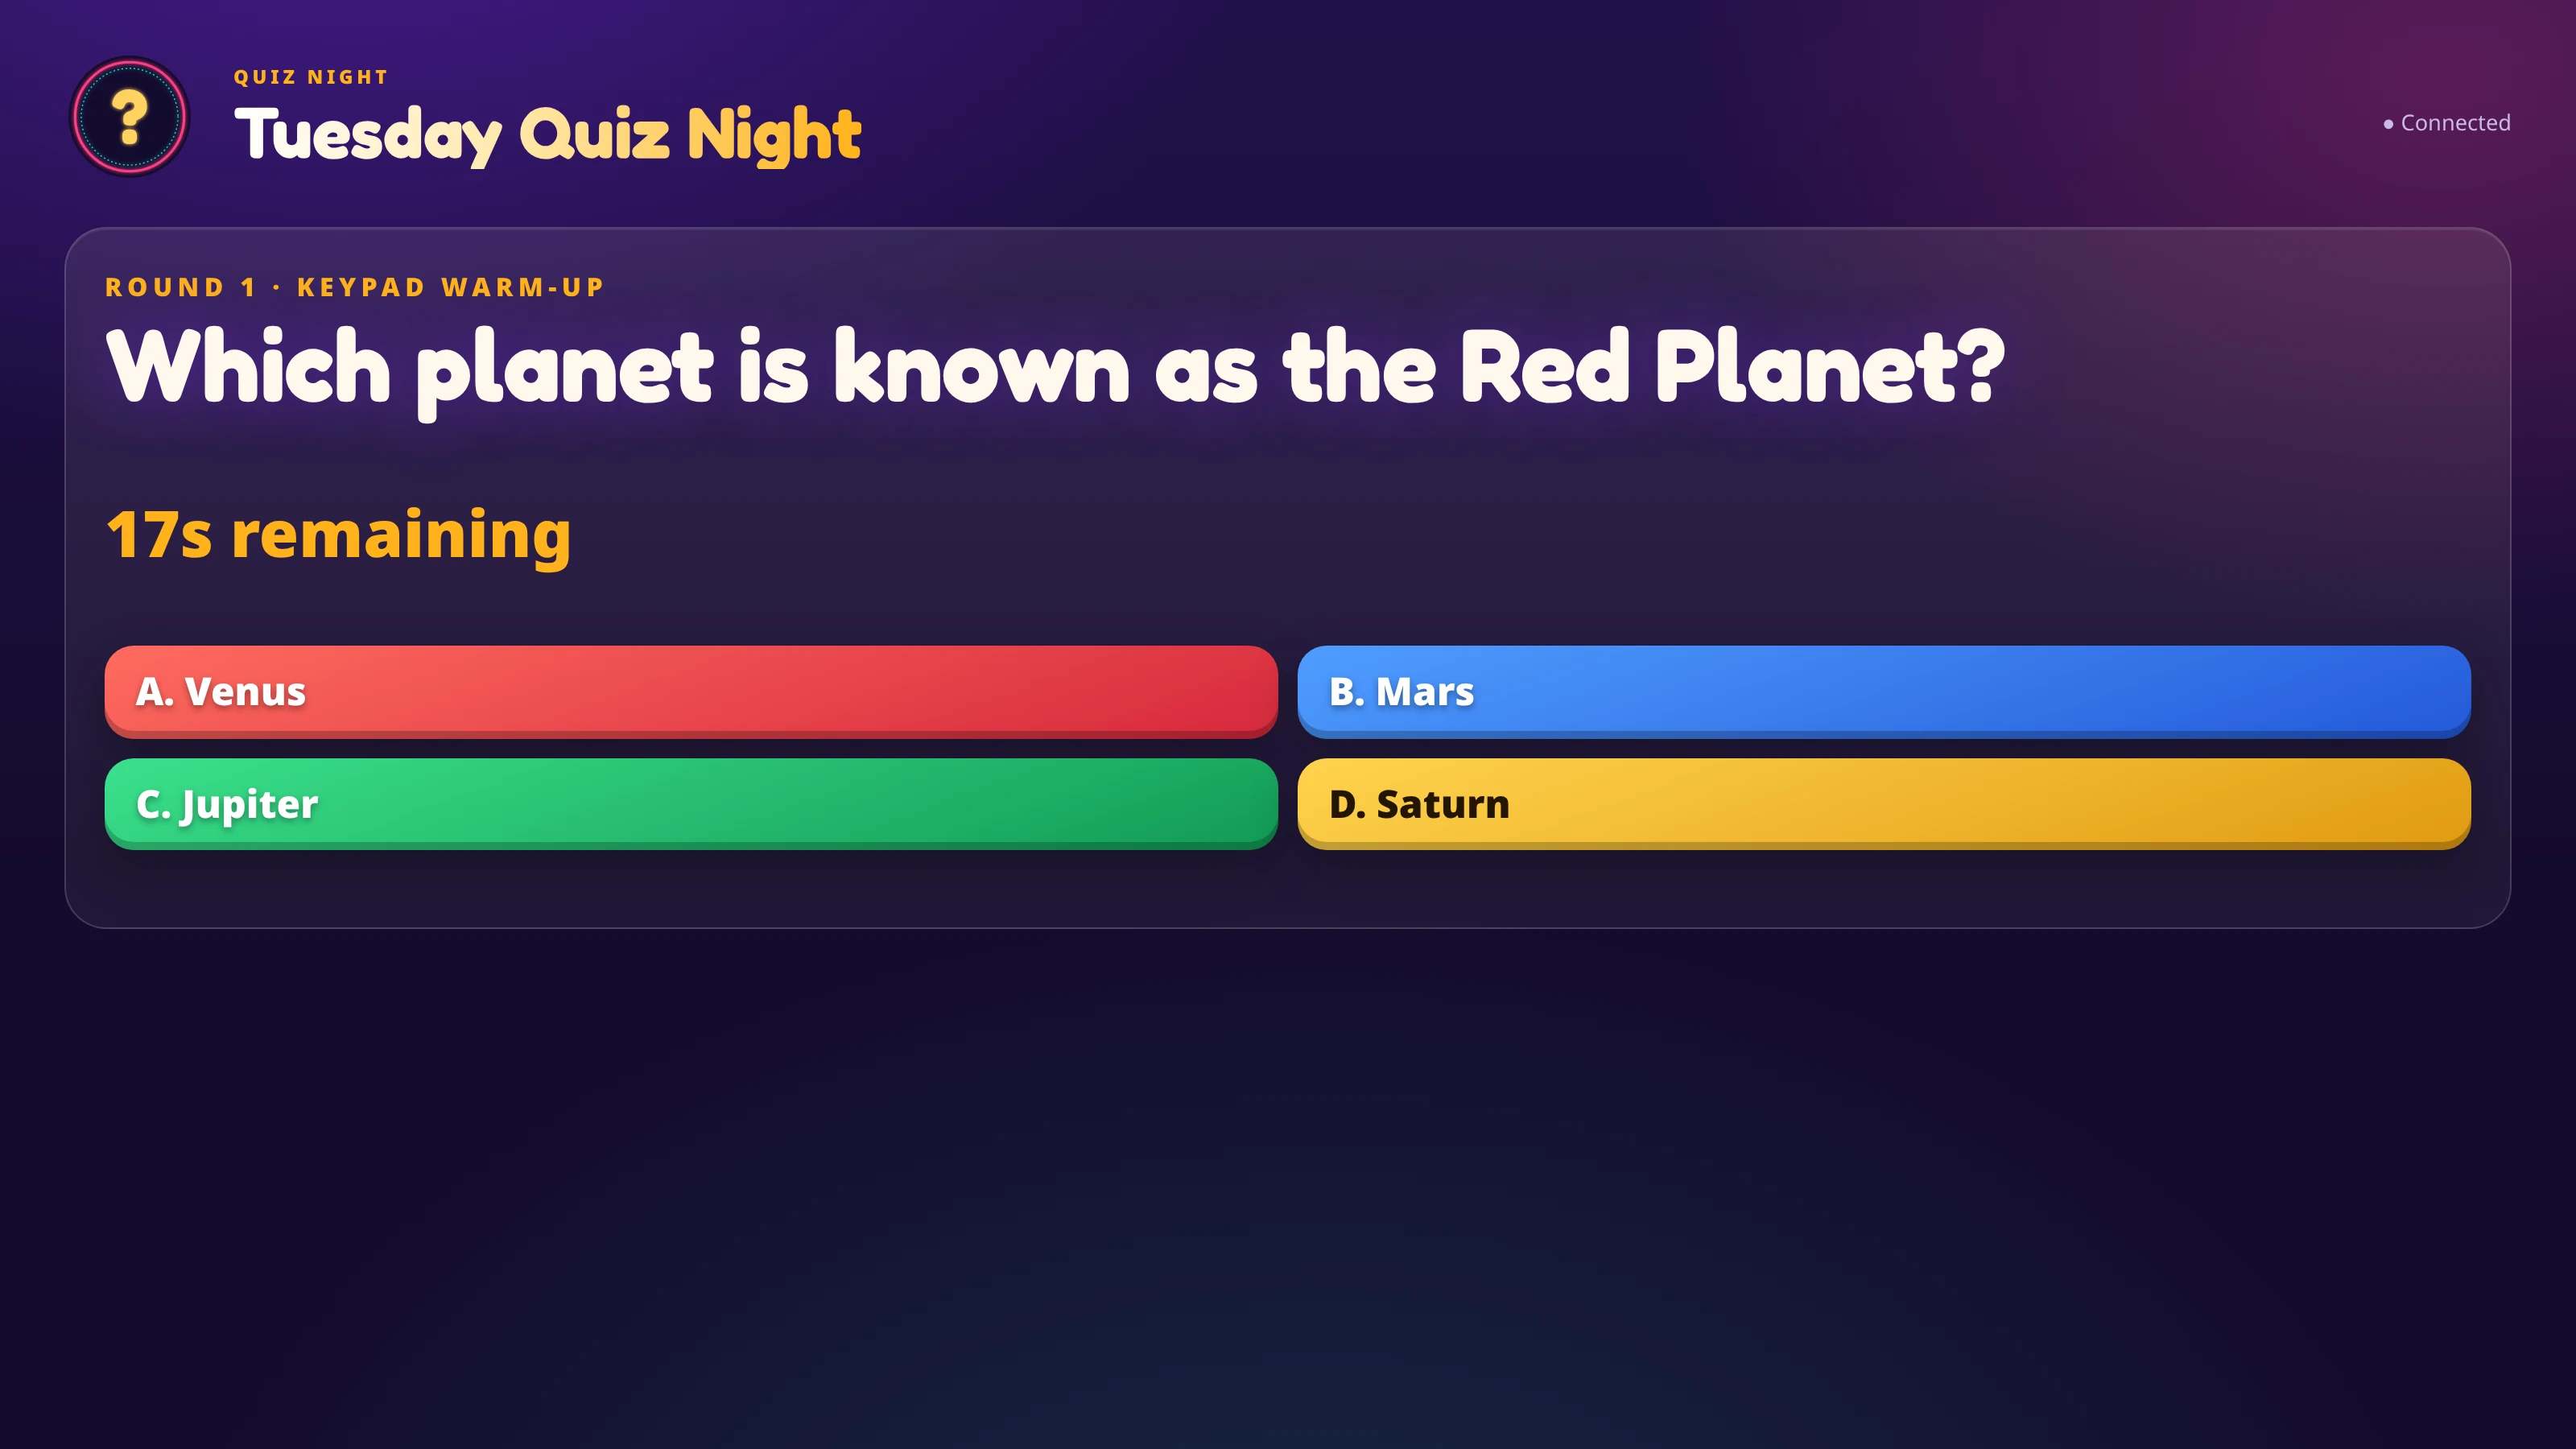 ?
QUIZ NIGHT
Tuesday Quiz Night
● Connected
ROUND 1 · KEYPAD WARM-UP
Which planet is known as the Red Planet?
17s remaining
A. Venus
B. Mars
C. Jupiter
D. Saturn